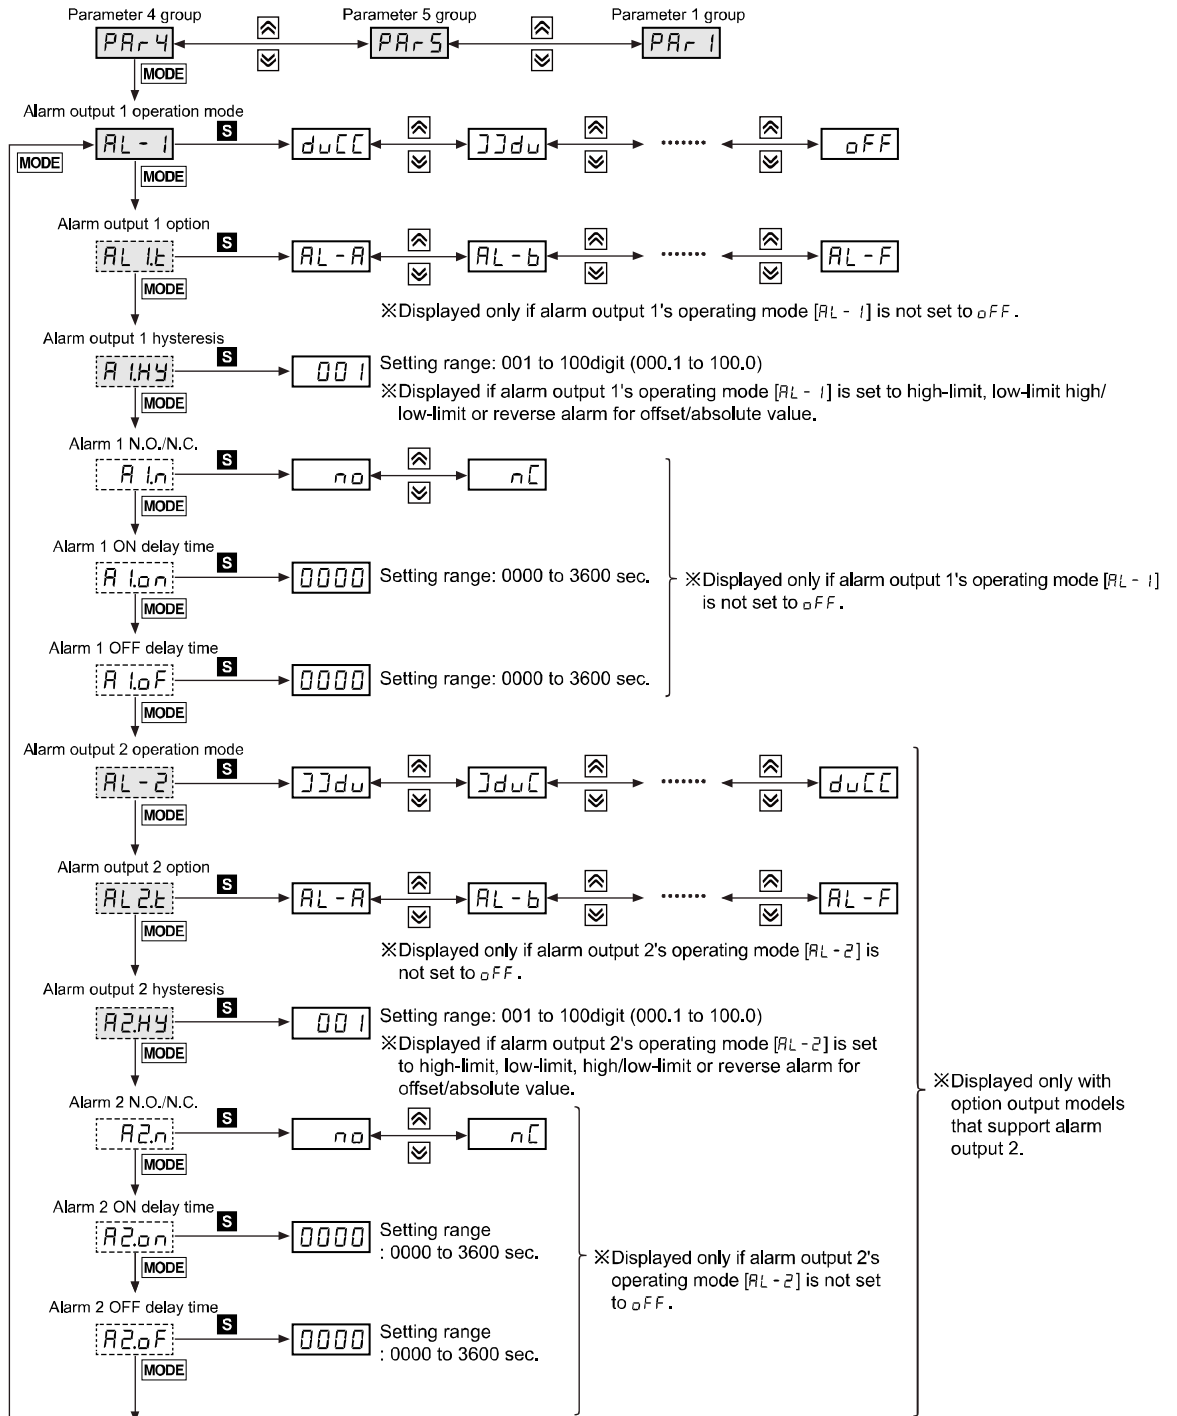 Parameter 4 group Parameter 5 group Parameter 1 group
PAr4 PAr5 PAr1
MODE
Alarm output 1 operation mode
AL-1 S duCC ]]du ······· oFF
MODE
MODE
Alarm output 1 option
AL1.t S AL-A AL-b ······· AL-F
MODE
※Displayed only if alarm output 1's operating mode [AL-1] is not set to oFF.
Alarm output 1 hysteresis
A1.HY S 001 Setting range: 001 to 100digit (000.1 to 100.0)
MODE
※Displayed if alarm output 1's operating mode [AL-1] is set to high-limit, low-limit high/
low-limit or reverse alarm for offset/absolute value.
Alarm 1 N.O./N.C.
A1.n S no nC
MODE
Alarm 1 ON delay time
A1.on S 0000 Setting range: 0000 to 3600 sec.
※Displayed only if alarm output 1's operating mode [AL-1]
is not set to oFF.
MODE
Alarm 1 OFF delay time
A1.oF S 0000 Setting range: 0000 to 3600 sec.
MODE
Alarm output 2 operation mode
AL-2 S ]]du ]duC ······· duCC
MODE
Alarm output 2 option
AL2.t S AL-A AL-b ······· AL-F
MODE
※Displayed only if alarm output 2's operating mode [AL-2] is
not set to oFF.
Alarm output 2 hysteresis
A2.HY S 001 Setting range: 001 to 100digit (000.1 to 100.0)
MODE
※Displayed if alarm output 2's operating mode [AL-2] is set
to high-limit, low-limit, high/low-limit or reverse alarm for
offset/absolute value.
※Displayed only with
option output models
that support alarm
output 2.
Alarm 2 N.O./N.C.
A2.n S no nC
MODE
Alarm 2 ON delay time
A2.on S 0000 Setting range
: 0000 to 3600 sec.
MODE
※Displayed only if alarm output 2's
operating mode [AL-2] is not set
to oFF.
Alarm 2 OFF delay time
A2.oF S 0000 Setting range
: 0000 to 3600 sec.
MODE